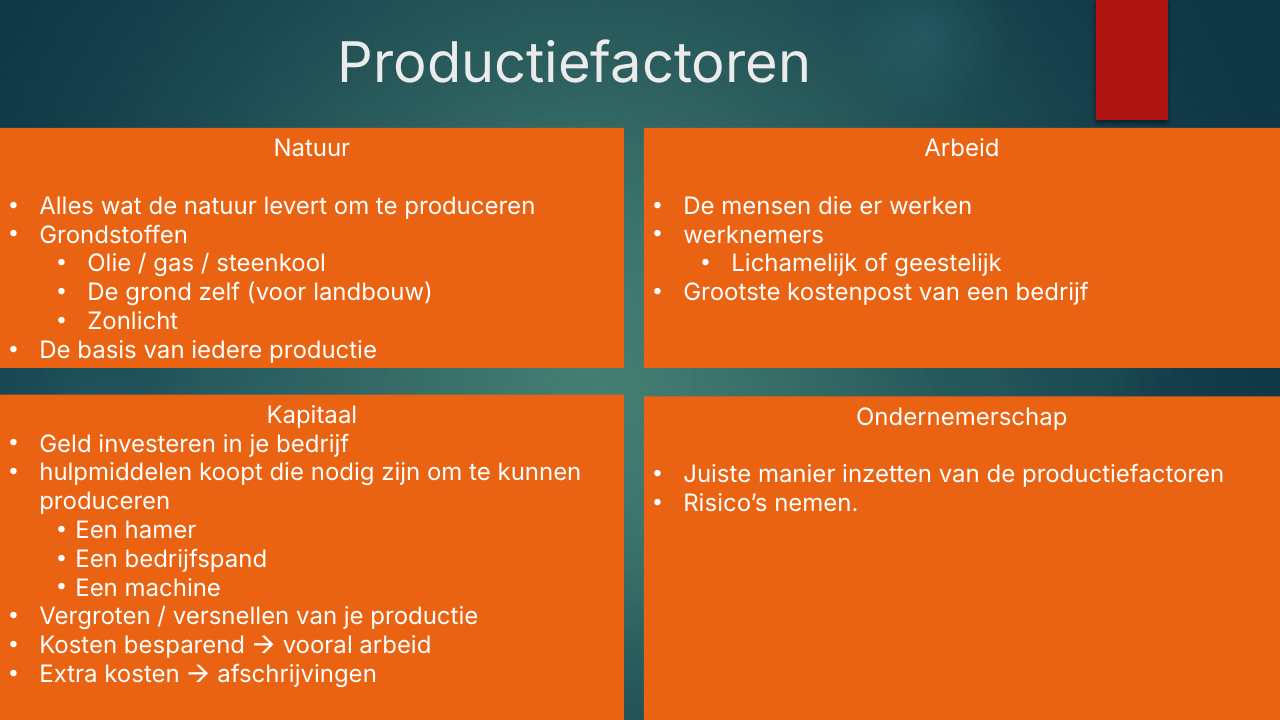 Productiefactoren
Natuur
• Alles wat de natuur levert om te produceren
• Grondstoffen
• Olie / gas / steenkool
• De grond zelf (voor landbouw)
• Zonlicht
• De basis van iedere productie
Arbeid
• De mensen die er werken
• werknemers
• Lichamelijk of geestelijk
• Grootste kostenpost van een bedrijf
Kapitaal
• Geld investeren in je bedrijf
• hulpmiddelen koopt die nodig zijn om te kunnen
produceren
• Een hamer
• Een bedrijfspand
• Een machine
• Vergroten / versnellen van je productie
• Kosten besparend → vooral arbeid
• Extra kosten → afschrijvingen
Ondernemerschap
• Juiste manier inzetten van de productiefactoren
• Risico’s nemen.